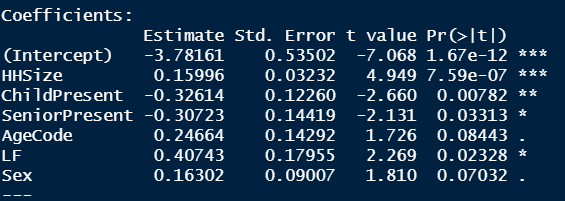 Coefficients:
Estimate Std. Error t value Pr(>|t|)
(Intercept) -3.78161 0.53502 -7.068 1.67e-12 ***
HHSize 0.15996 0.03232 4.949 7.59e-07 ***
ChildPresent -0.32614 0.12260 -2.660 0.00782 **
SeniorPresent -0.30723 0.14419 -2.131 0.03313 *
AgeCode 0.24664 0.14292 1.726 0.08443 .
LF 0.40743 0.17955 2.269 0.02328 *
Sex 0.16302 0.09007 1.810 0.07032 .
---